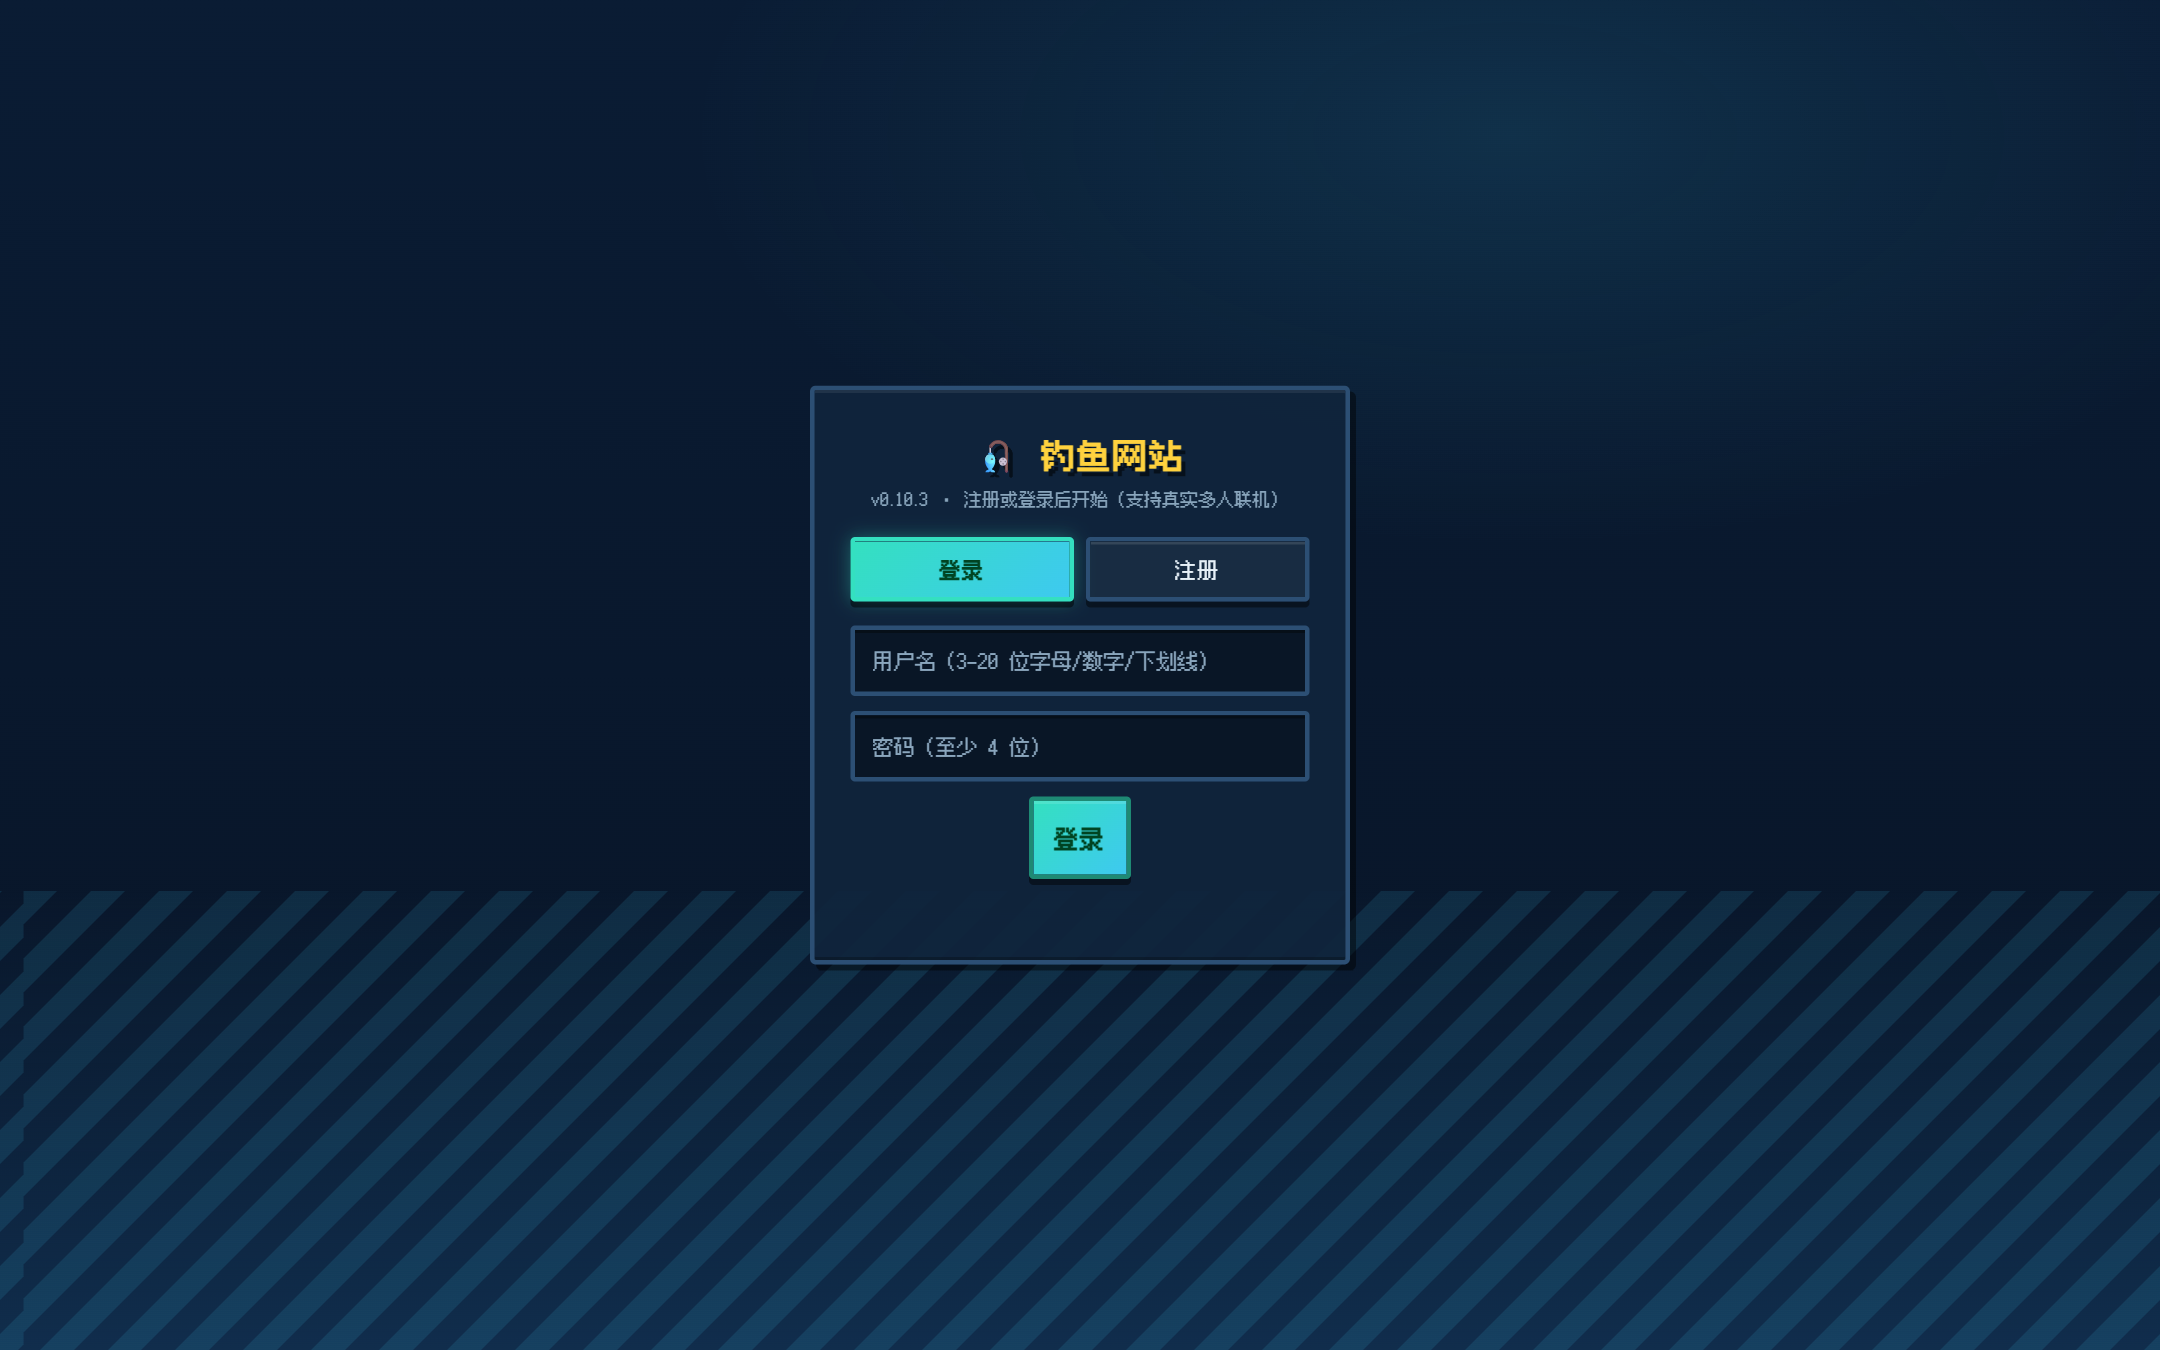 钓鱼网站
v0.10.3 · 注册或登录后开始（支持真实多人联机）
登录 注册
用户名（3-20 位字母/数字/下划线）
密码（至少 4 位）
登录